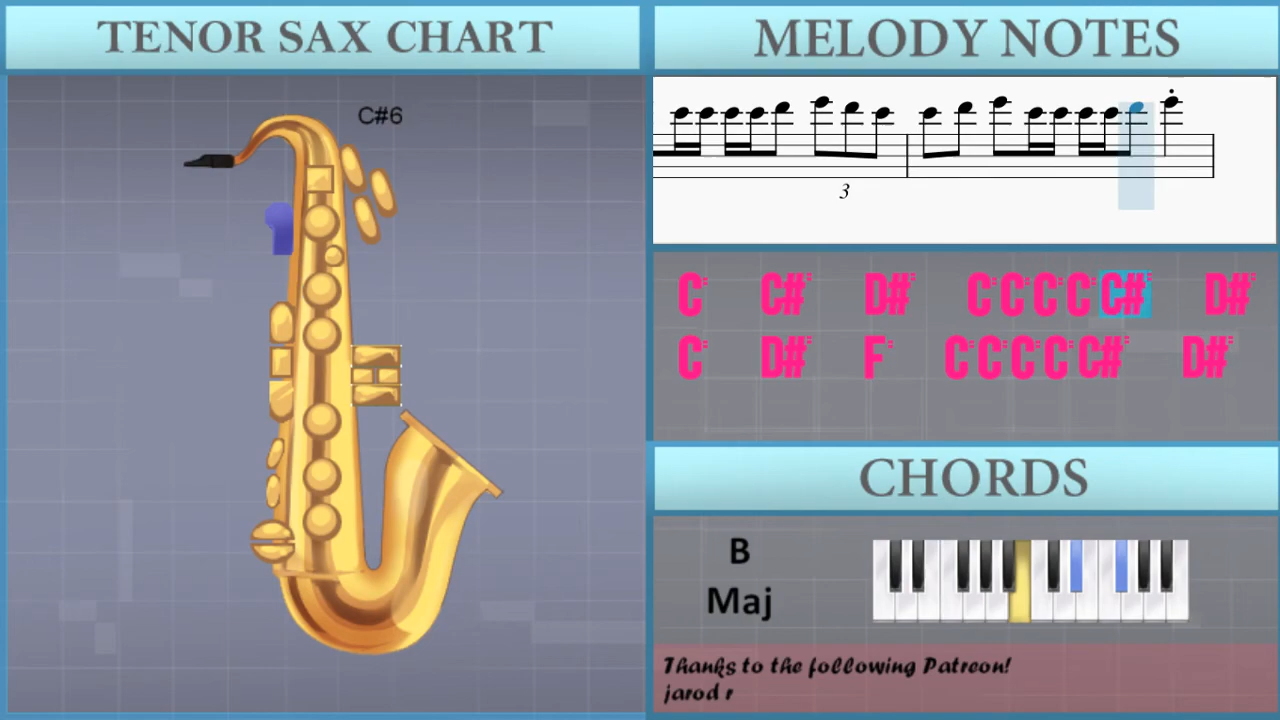 TENOR SAX CHART
C#6
MELODY NOTES
3
C C# D# C C C C C# D#
C D# F C C C C C# D#
CHORDS
B
Maj
Thanks to the following Patreon!
jarod r